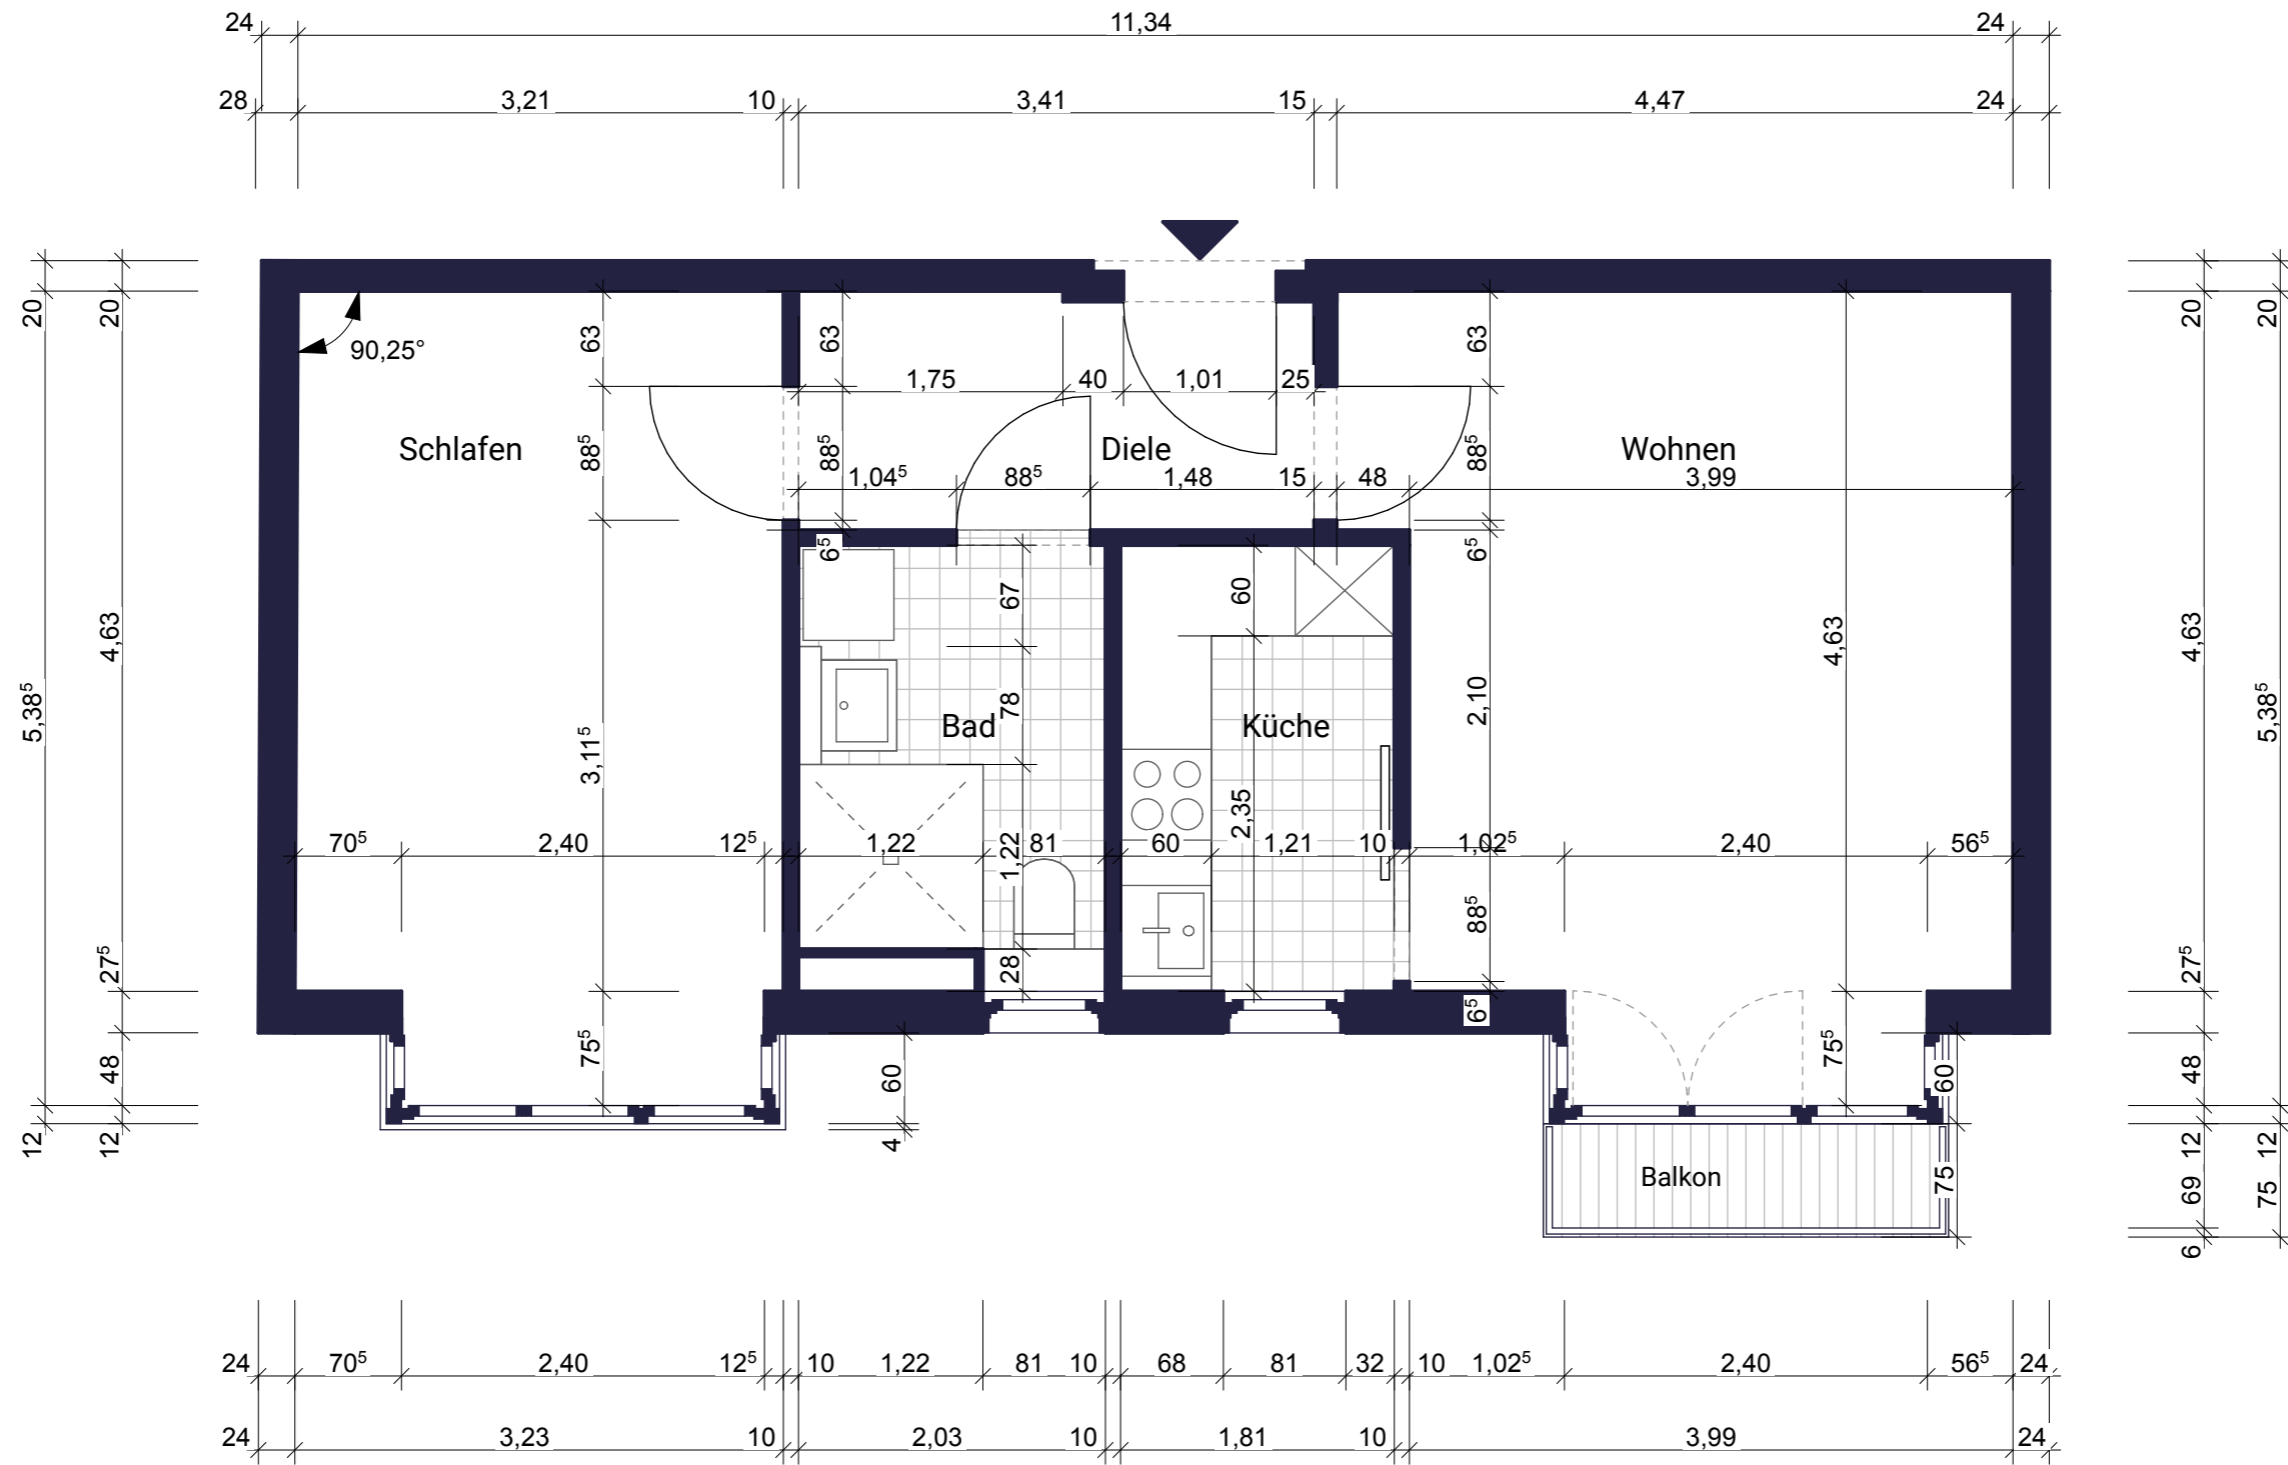 24 11,34 24
28 3,21 10 3,41 15 4,47 24
20 20 63 63 63 20 20
90,25°
1,75 40 1,01 25
Schlafen Diele Wohnen
88⁵ 88⁵ 88⁵
1,04⁵ 88⁵ 1,48 15 48 3,99
6⁵ 6⁵
67 60
4,63 4,63 4,63
5,38⁵ 78 2,10 5,38⁵
Bad Küche
3,11⁵ 2,35
70⁵ 2,40 12⁵ 1,22 81 60 1,21 10 1,02⁵ 2,40 56⁵
1,22
88⁵
27⁵ 28 27⁵
6⁵
48 75⁵ 60 75⁵ 60 48
12 12 4 12 12
Balkon
75 69 75
6
24 70⁵ 2,40 12⁵ 10 1,22 81 10 68 81 32 10 1,02⁵ 2,40 56⁵ 24
24 3,23 10 2,03 10 1,81 10 3,99 24